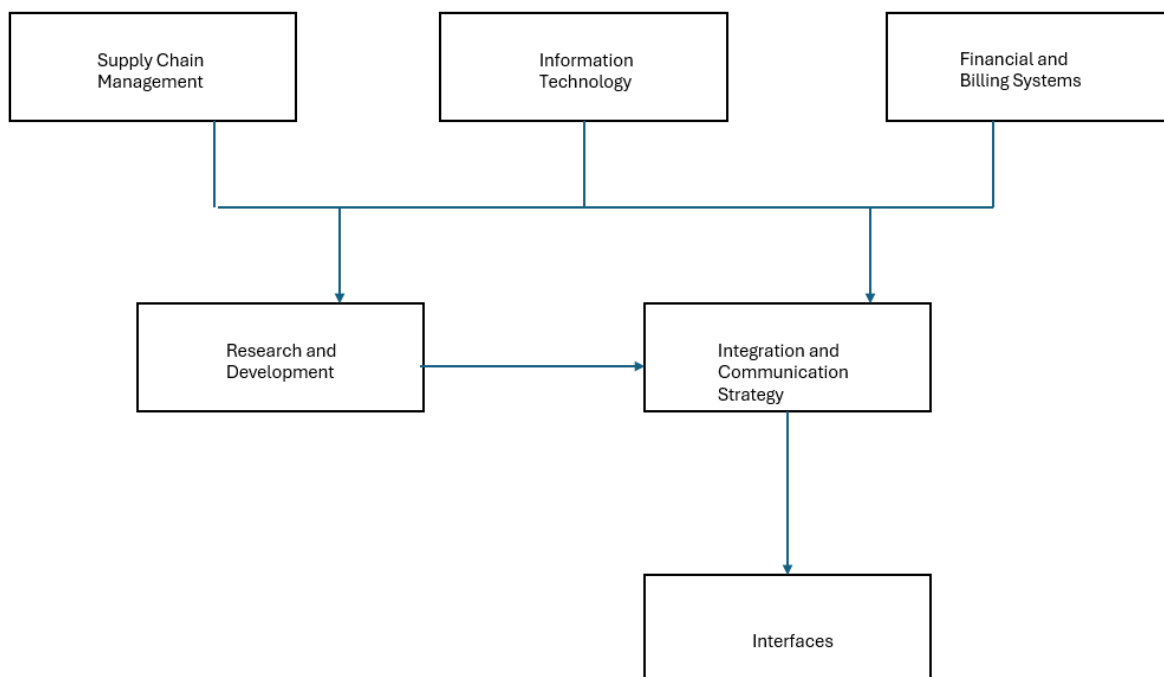 Supply Chain
Management
Information
Technology
Financial and
Billing Systems
Research and
Development
Integration and
Communication
Strategy
Interfaces